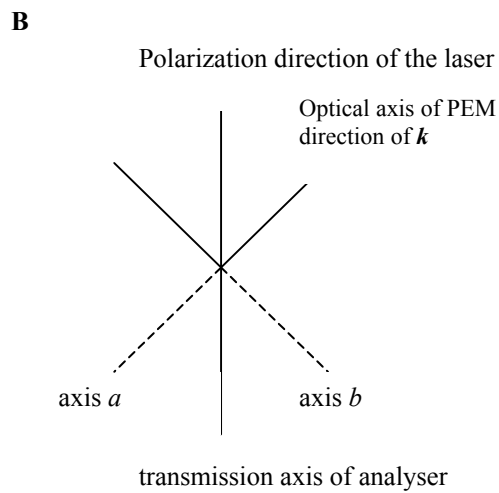 B
Polarization direction of the laser
Optical axis of PEM
direction of k
axis a
axis b
transmission axis of analyser